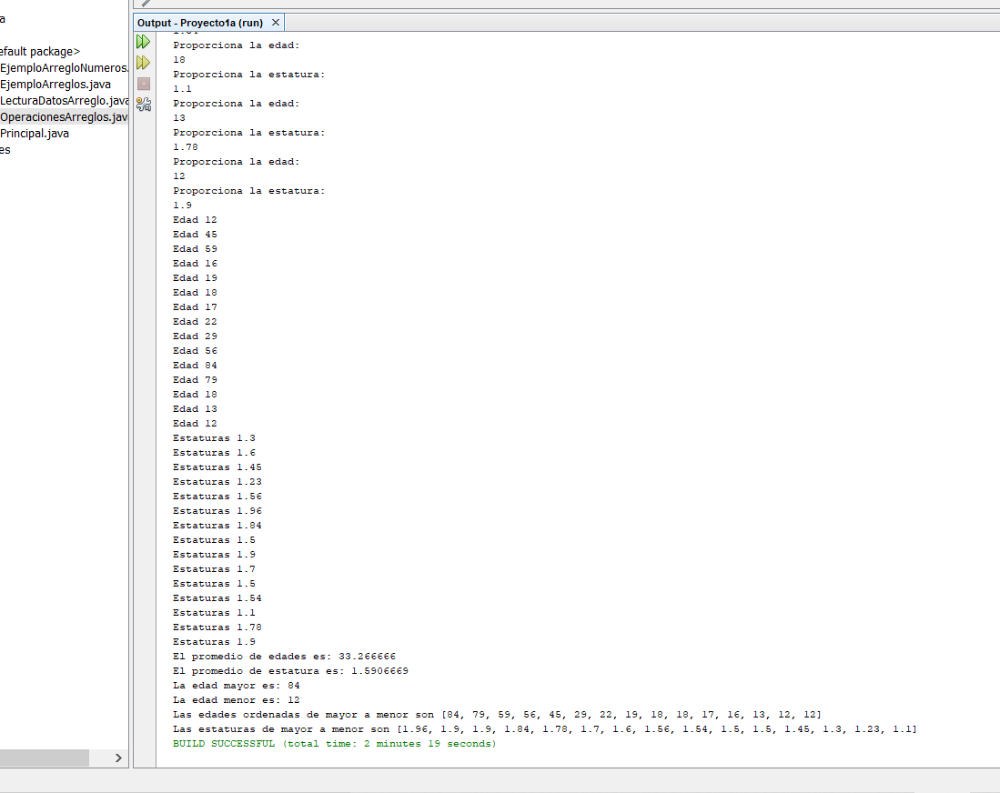 a
efault package>
EjemploArregloNumeros.
EjemploArreglos.java
LecturaDatosArreglo.java
OperacionesArreglos.jav
Principal.java
es
Output - Proyecto1a (run)
Proporciona la edad:
18
Proporciona la estatura:
1.1
Proporciona la edad:
13
Proporciona la estatura:
1.78
Proporciona la edad:
12
Proporciona la estatura:
1.9
Edad 12
Edad 45
Edad 59
Edad 16
Edad 19
Edad 18
Edad 17
Edad 22
Edad 29
Edad 56
Edad 84
Edad 79
Edad 18
Edad 13
Edad 12
Estaturas 1.3
Estaturas 1.6
Estaturas 1.45
Estaturas 1.23
Estaturas 1.56
Estaturas 1.96
Estaturas 1.84
Estaturas 1.5
Estaturas 1.9
Estaturas 1.7
Estaturas 1.5
Estaturas 1.54
Estaturas 1.1
Estaturas 1.78
Estaturas 1.9
El promedio de edades es: 33.266666
El promedio de estatura es: 1.5906669
La edad mayor es: 84
La edad menor es: 12
Las edades ordenadas de mayor a menor son [84, 79, 59, 56, 45, 29, 22, 19, 18, 18, 17, 16, 13, 12, 12]
Las estaturas de mayor a menor son [1.96, 1.9, 1.9, 1.84, 1.78, 1.7, 1.6, 1.56, 1.54, 1.5, 1.5, 1.45, 1.3, 1.23, 1.1]
BUILD SUCCESSFUL (total time: 2 minutes 19 seconds)